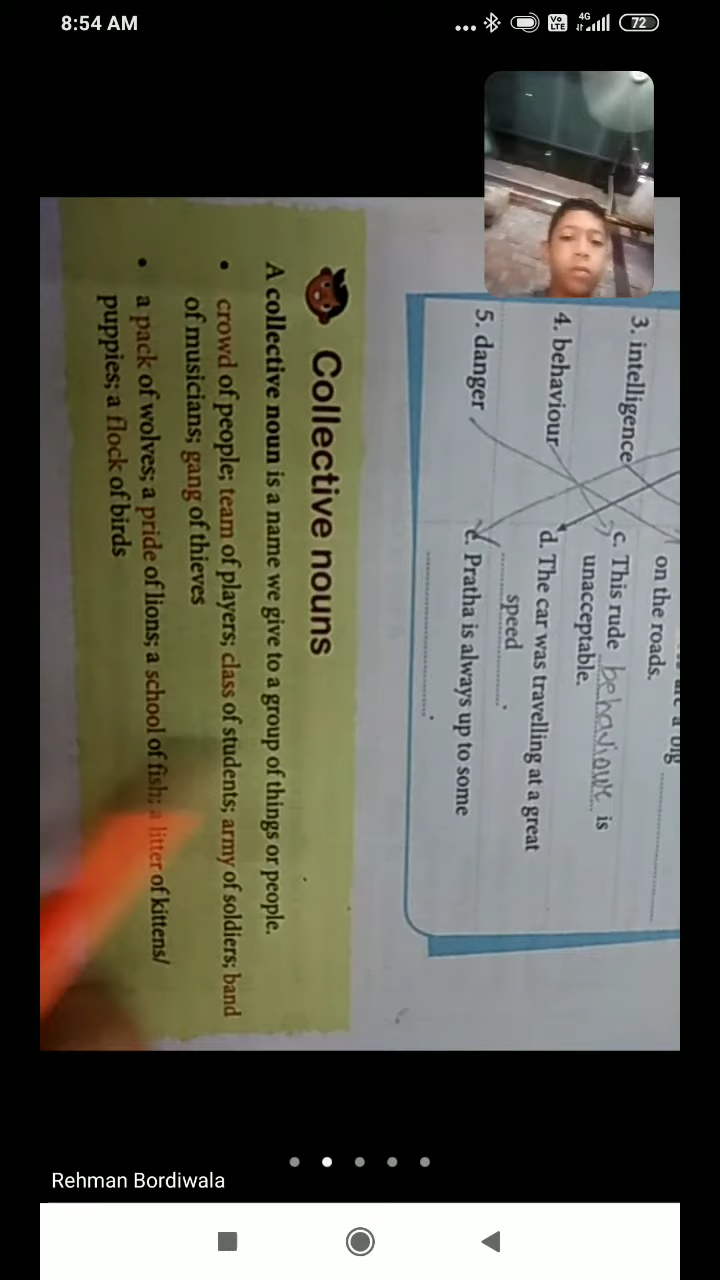 8:54 AM
Vo LTE 4G 72
on the roads.
3. intelligence
c. This rude behaviour is
unacceptable.
4. behaviour
d. The car was travelling at a great
speed
5. danger
e. Pratha is always up to some
Collective nouns
A collective noun is a name we give to a group of things or people.
• crowd of people; team of players; class of students; army of soldiers; band
of musicians; gang of thieves
• a pack of wolves; a pride of lions; a school of fish; a litter of kittens/
puppies; a flock of birds
Rehman Bordiwala